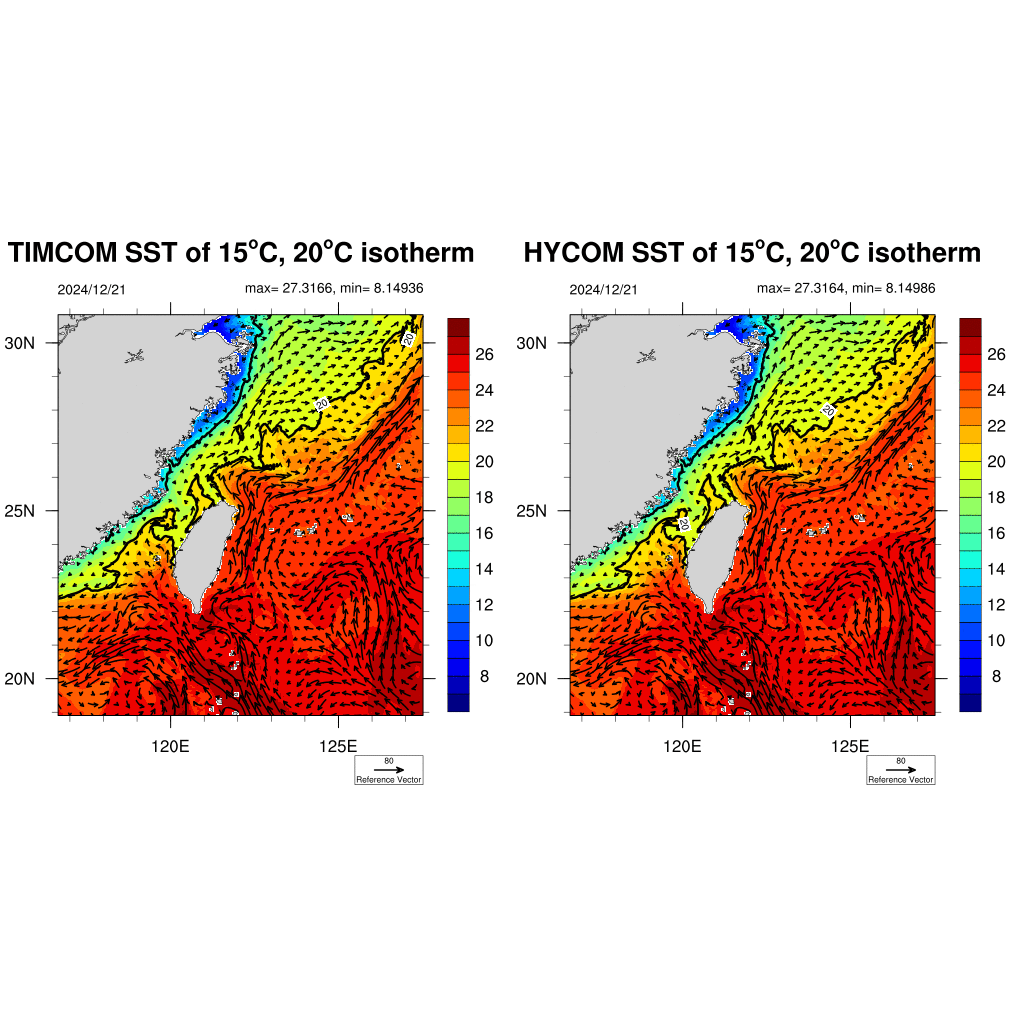 TIMCOM SST of 15°C, 20°C isotherm
2024/12/21
max= 27.3166, min= 8.14936
30N
25N
20N
120E
125E
20
20
26
24
22
20
18
16
14
12
10
8
80
Reference Vector
HYCOM SST of 15°C, 20°C isotherm
2024/12/21
max= 27.3164, min= 8.14986
30N
25N
20N
120E
125E
20
20
26
24
22
20
18
16
14
12
10
8
80
Reference Vector